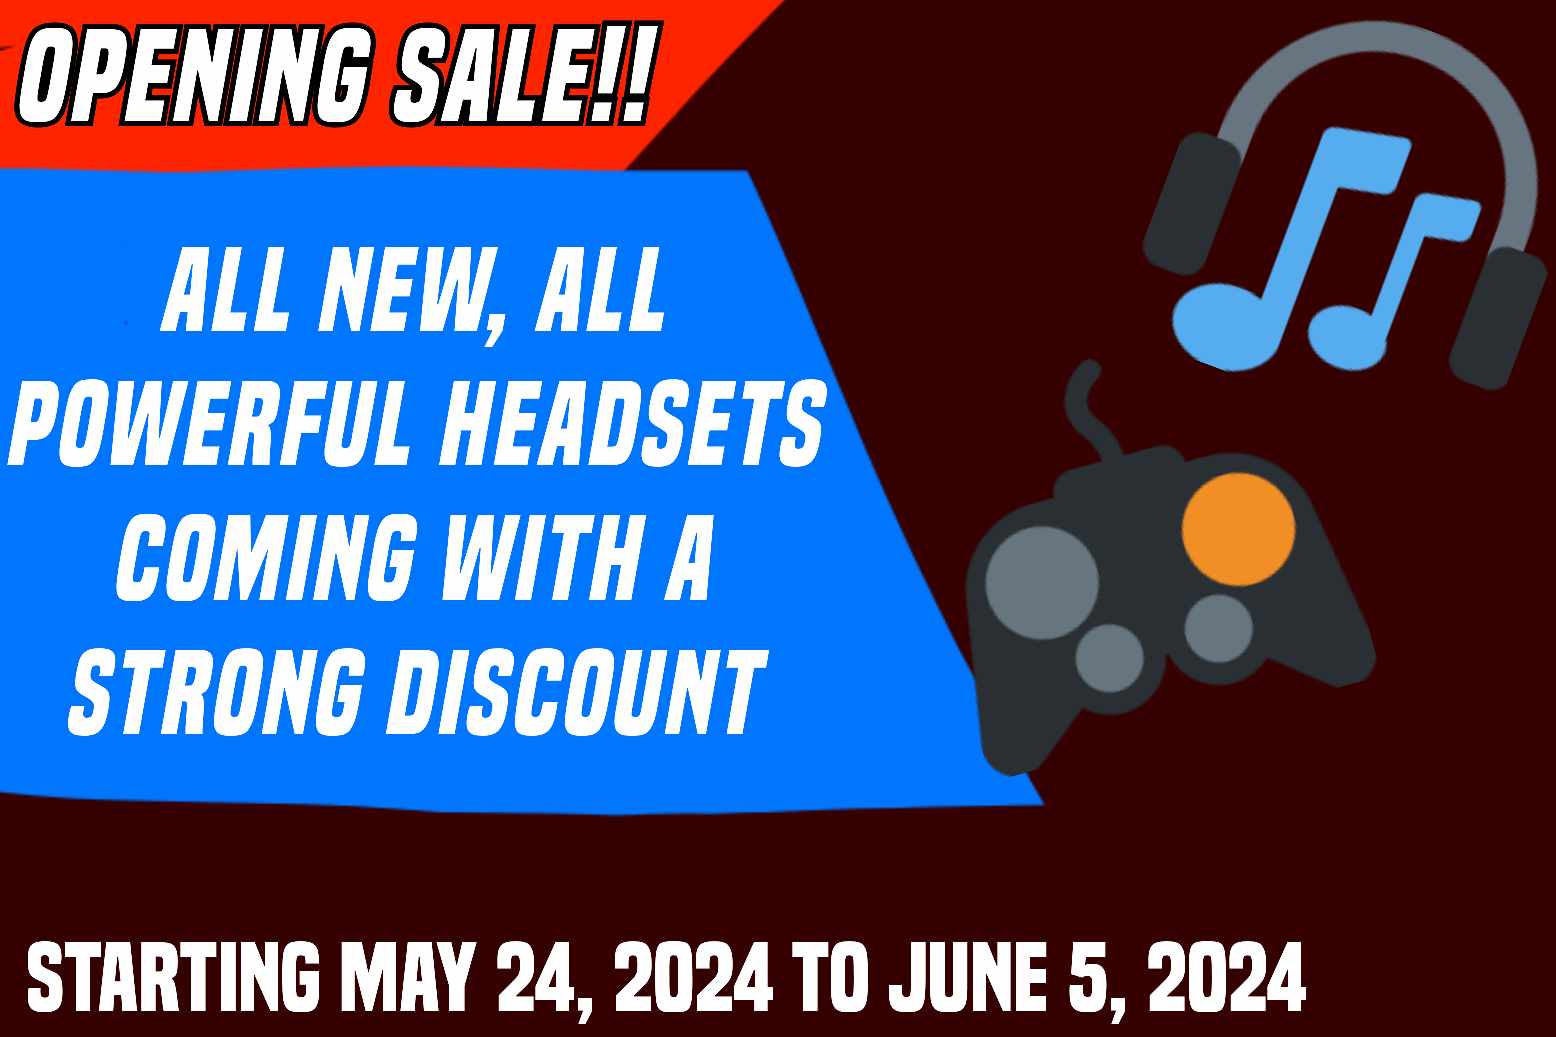 OPENING SALE!!
ALL NEW, ALL
POWERFUL HEADSETS
COMING WITH A
STRONG DISCOUNT
STARTING MAY 24, 2024 TO JUNE 5, 2024